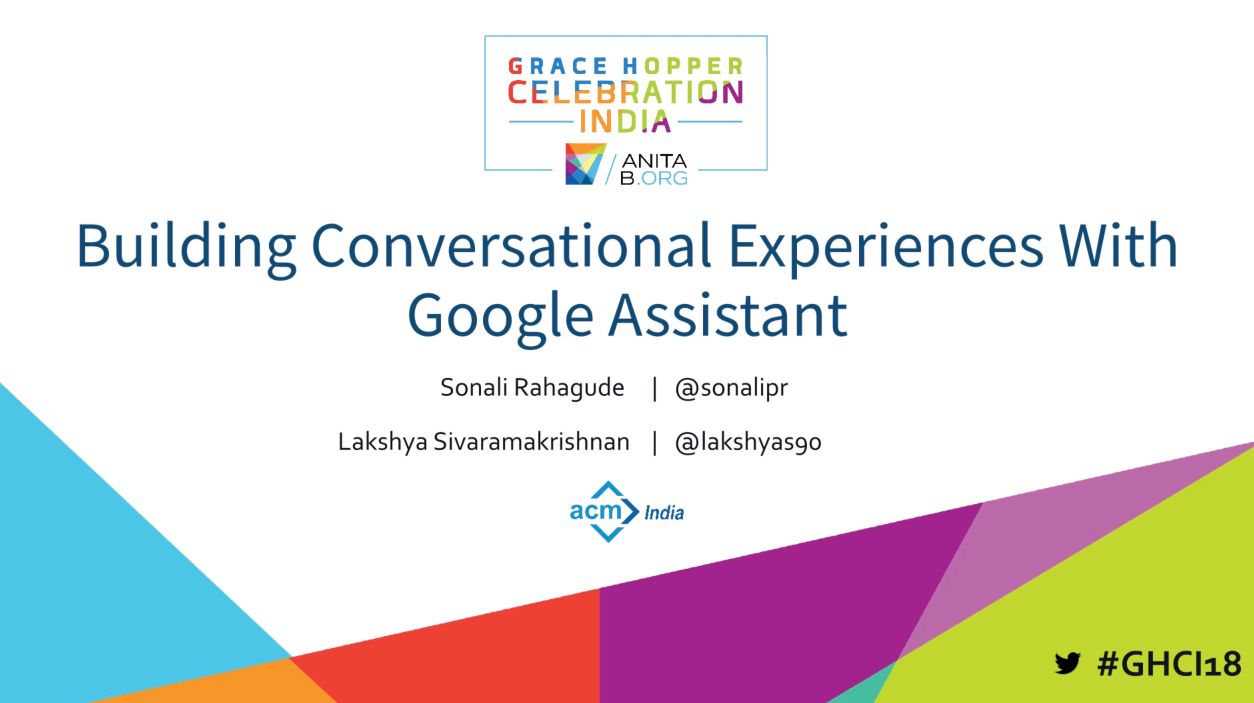 GRACE HOPPER
CELEBRATION
INDIA
ANITA
B.ORG
Building Conversational Experiences With
Google Assistant
Sonali Rahagude | @sonalipr
Lakshya Sivaramakrishnan | @lakshyas90
acm India
#GHCI18